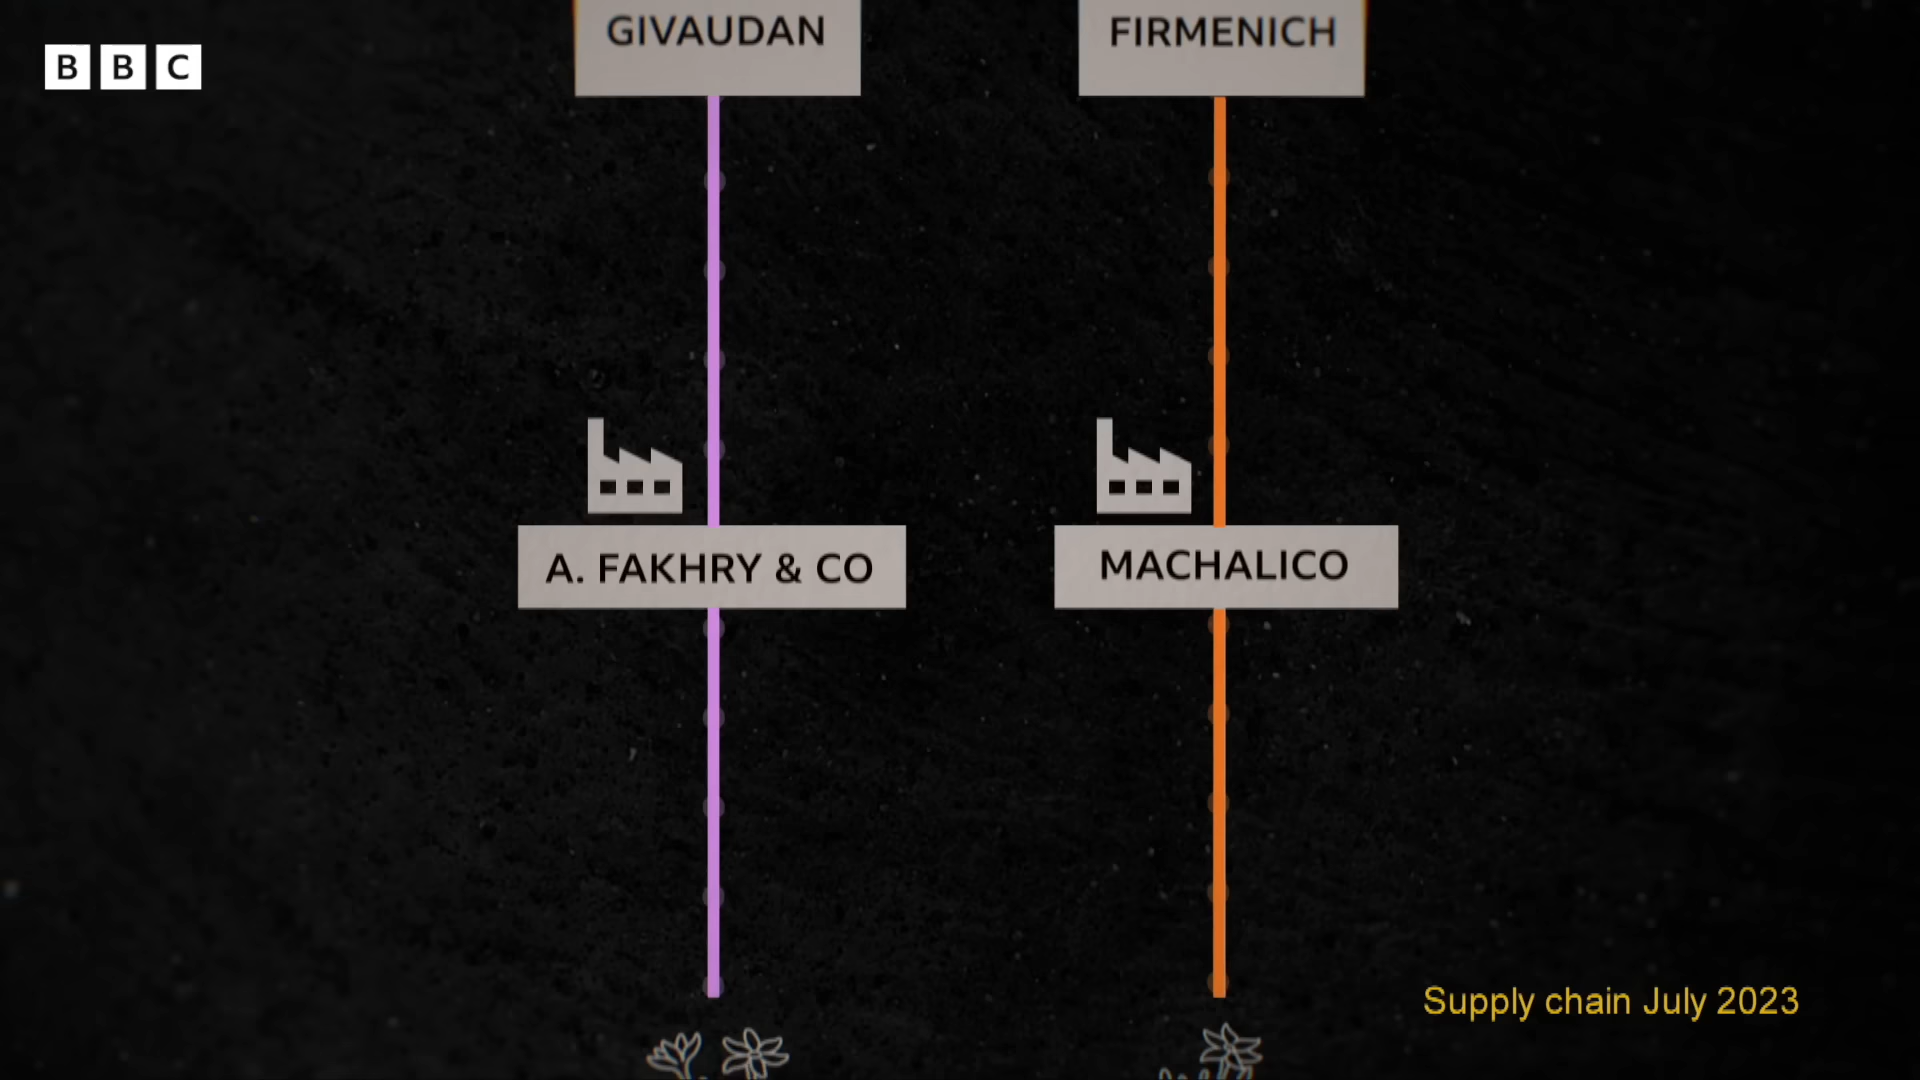 GIVAUDAN
FIRMENICH
BBC
A. FAKHRY & CO
MACHALICO
Supply chain July 2023